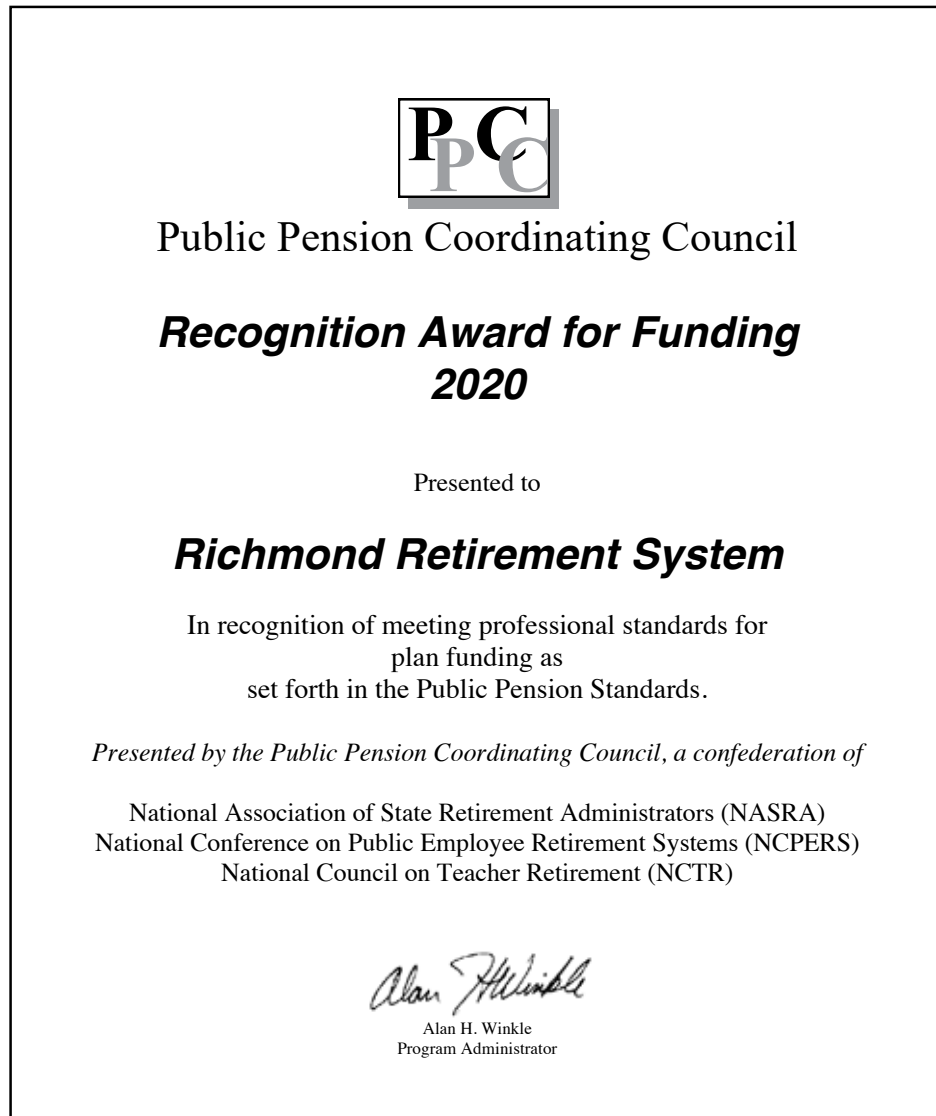 P C
P C
Public Pension Coordinating Council
Recognition Award for Funding
2020
Presented to
Richmond Retirement System
In recognition of meeting professional standards for
plan funding as
set forth in the Public Pension Standards.
Presented by the Public Pension Coordinating Council, a confederation of
National Association of State Retirement Administrators (NASRA)
National Conference on Public Employee Retirement Systems (NCPERS)
National Council on Teacher Retirement (NCTR)
Alan H Winkle
Alan H. Winkle
Program Administrator